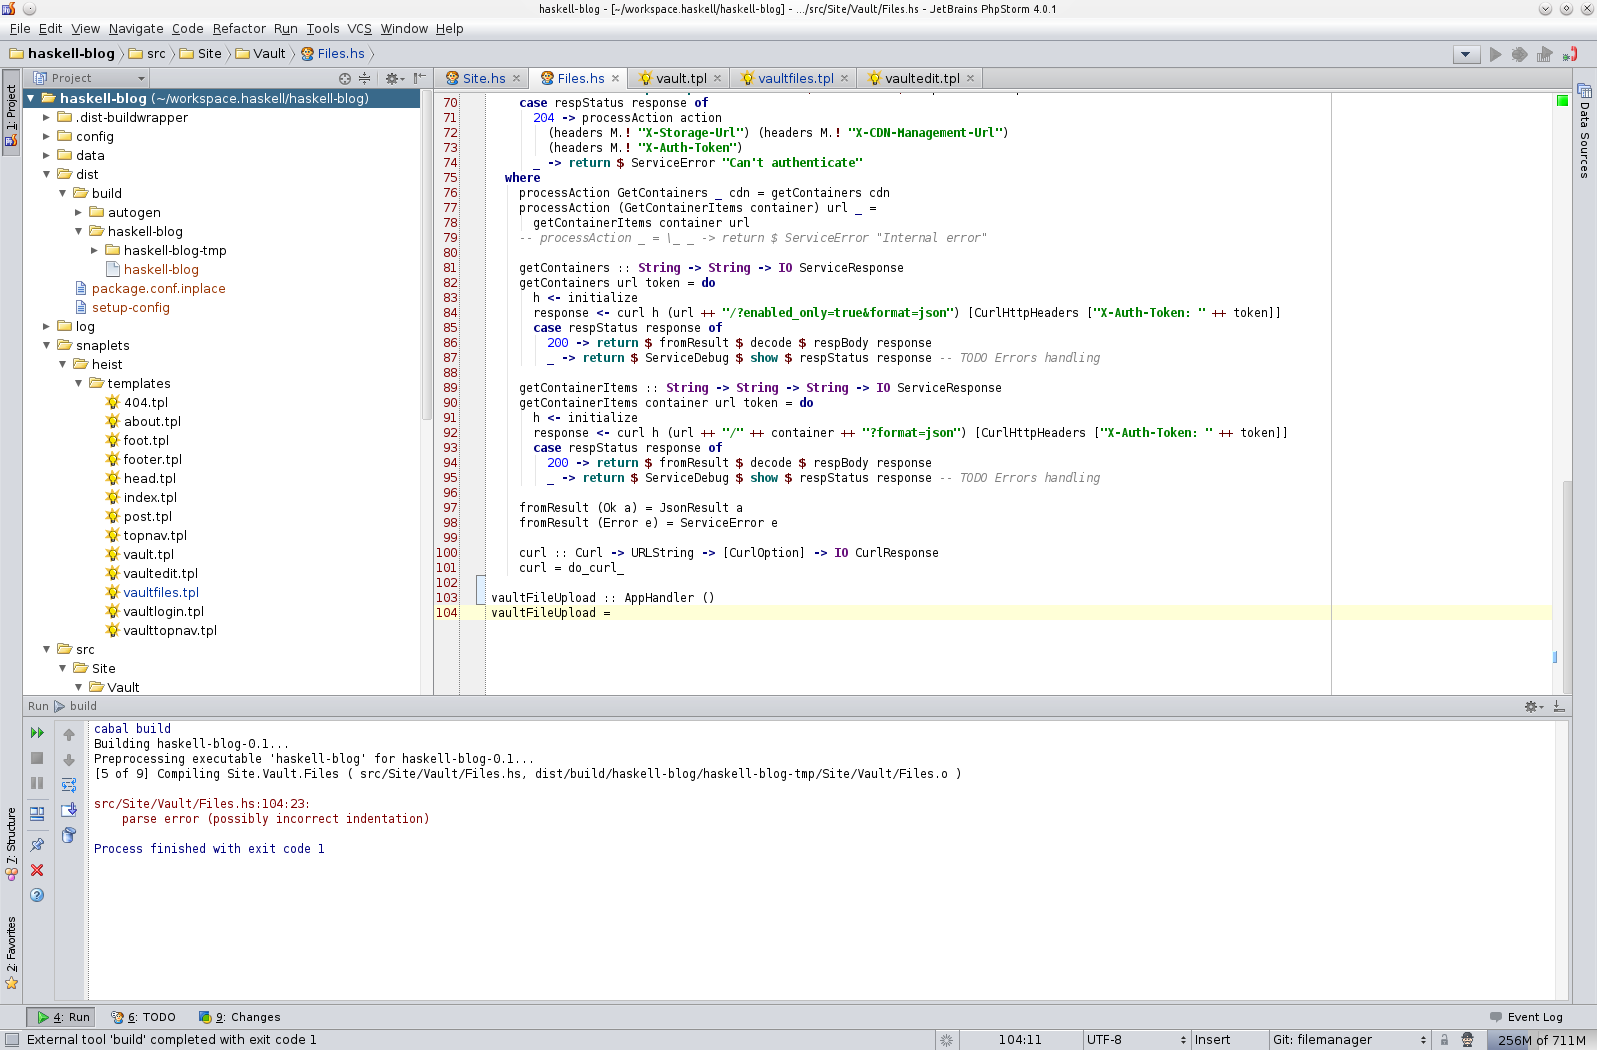 haskell-blog - [~/workspace.haskell/haskell-blog] - .../src/Site/Vault/Files.hs - JetBrains PhpStorm 4.0.1
File Edit View Navigate Code Refactor Run Tools VCS Window Help
haskell-blog src Site Vault Files.hs
1: Project
Project
haskell-blog (~/workspace.haskell/haskell-blog)
.dist-buildwrapper
config
data
dist
build
autogen
haskell-blog
haskell-blog-tmp
haskell-blog
package.conf.inplace
setup-config
log
snaplets
heist
templates
404.tpl
about.tpl
foot.tpl
footer.tpl
head.tpl
index.tpl
post.tpl
topnav.tpl
vault.tpl
vaultedit.tpl
vaultfiles.tpl
vaultlogin.tpl
vaulttopnav.tpl
src
Site
Vault
Site.hs Files.hs vault.tpl vaultfiles.tpl vaultedit.tpl
70 case respStatus response of
71 204 -> processAction action
72 (headers M.! "X-Storage-Url") (headers M.! "X-CDN-Management-Url")
73 (headers M.! "X-Auth-Token")
74 _ -> return $ ServiceError "Can't authenticate"
75 where
76 processAction GetContainers _ cdn = getContainers cdn
77 processAction (GetContainerItems container) url _ =
78 getContainerItems container url
79 -- processAction _ = \_ _ -> return $ ServiceError "Internal error"
80
81 getContainers :: String -> String -> IO ServiceResponse
82 getContainers url token = do
83 h <- initialize
84 response <- curl h (url ++ "/?enabled_only=true&format=json") [CurlHttpHeaders ["X-Auth-Token: " ++ token]]
85 case respStatus response of
86 200 -> return $ fromResult $ decode $ respBody response
87 _ -> return $ ServiceDebug $ show $ respStatus response -- TODO Errors handling
88
89 getContainerItems :: String -> String -> String -> IO ServiceResponse
90 getContainerItems container url token = do
91 h <- initialize
92 response <- curl h (url ++ "/" ++ container ++ "?format=json") [CurlHttpHeaders ["X-Auth-Token: " ++ token]]
93 case respStatus response of
94 200 -> return $ fromResult $ decode $ respBody response
95 _ -> return $ ServiceDebug $ show $ respStatus response -- TODO Errors handling
96
97 fromResult (Ok a) = JsonResult a
98 fromResult (Error e) = ServiceError e
99
100 curl :: Curl -> URLString -> [CurlOption] -> IO CurlResponse
101 curl = do_curl_
102
103 vaultFileUpload :: AppHandler ()
104 vaultFileUpload =
Data Sources
Run build
cabal build
Building haskell-blog-0.1...
Preprocessing executable 'haskell-blog' for haskell-blog-0.1...
[5 of 9] Compiling Site.Vault.Files ( src/Site/Vault/Files.hs, dist/build/haskell-blog/haskell-blog-tmp/Site/Vault/Files.o )
src/Site/Vault/Files.hs:104:23:
parse error (possibly incorrect indentation)
Process finished with exit code 1
7: Structure
2: Favorites
4: Run 6: TODO 9: Changes Event Log
External tool 'build' completed with exit code 1 104:11 UTF-8 Insert Git: filemanager 256M of 711M